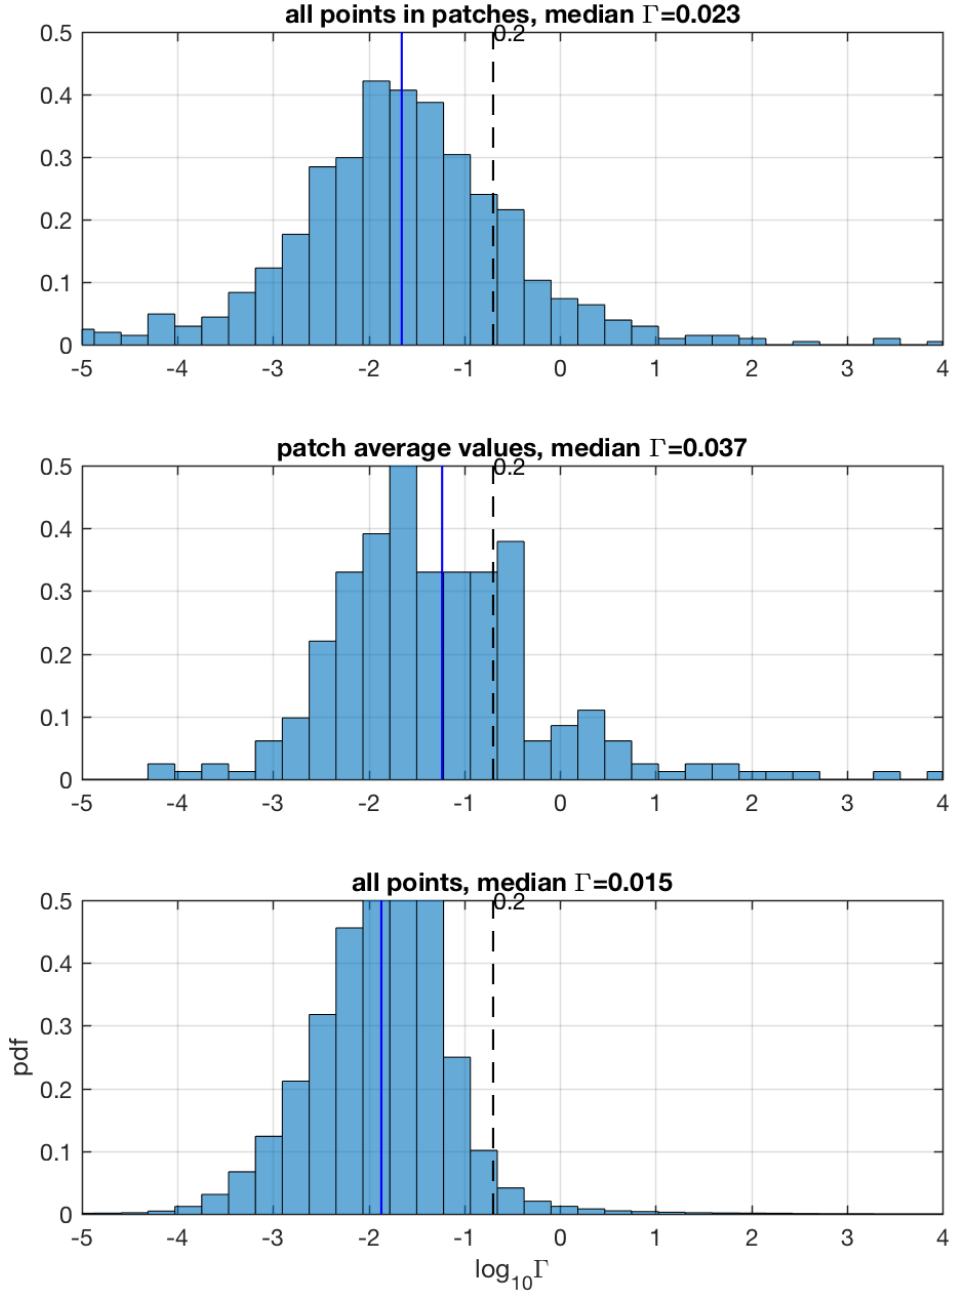 all points in patches, median Γ=0.023
0.2
0.5
0.4
0.3
0.2
0.1
0
-5 -4 -3 -2 -1 0 1 2 3 4
patch average values, median Γ=0.037
0.2
0.5
0.4
0.3
0.2
0.1
0
-5 -4 -3 -2 -1 0 1 2 3 4
all points, median Γ=0.015
0.2
0.5
0.4
0.3
0.2
0.1
0
pdf
-5 -4 -3 -2 -1 0 1 2 3 4
log₁₀Γ